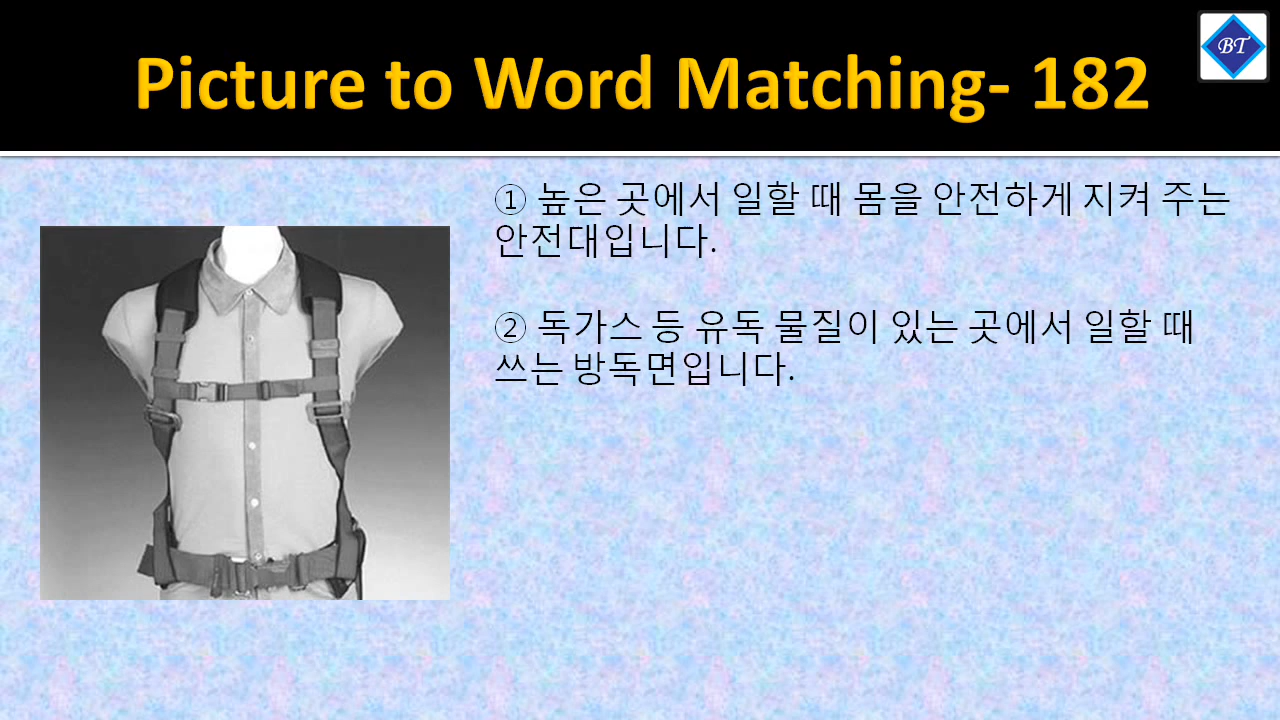 Picture to Word Matching- 182
BT
① 높은 곳에서 일할 때 몸을 안전하게 지켜 주는
안전대입니다.
② 독가스 등 유독 물질이 있는 곳에서 일할 때
쓰는 방독면입니다.